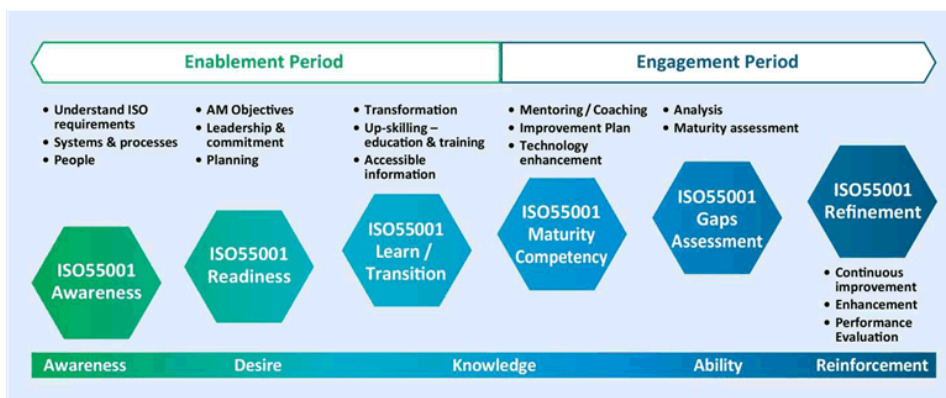 Enablement Period
Engagement Period
• Understand ISO
requirements
• Systems & processes
• People
• AM Objectives
• Leadership &
commitment
• Planning
• Transformation
• Up-skilling –
education & training
• Accessible
information
• Mentoring / Coaching
• Improvement Plan
• Technology
enhancement
• Analysis
• Maturity assessment
ISO55001
Awareness
ISO55001
Readiness
ISO55001
Learn /
Transition
ISO55001
Maturity
Competency
ISO55001
Gaps
Assessment
ISO55001
Refinement
• Continuous
improvement
• Enhancement
• Performance
Evaluation
Awareness
Desire
Knowledge
Ability
Reinforcement